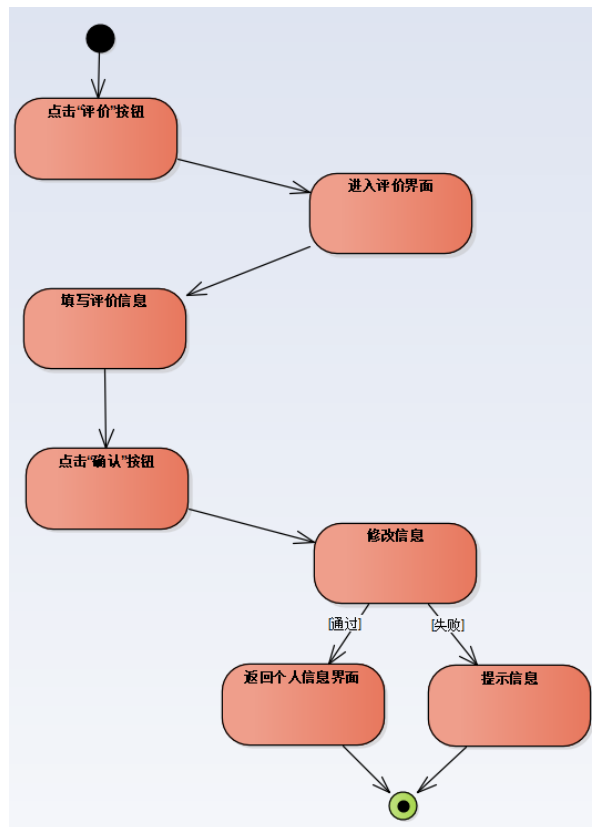 点击“评价”按钮
进入评价界面
填写评价信息
点击“确认”按钮
修改信息
[通过]
[失败]
返回个人信息界面
提示信息